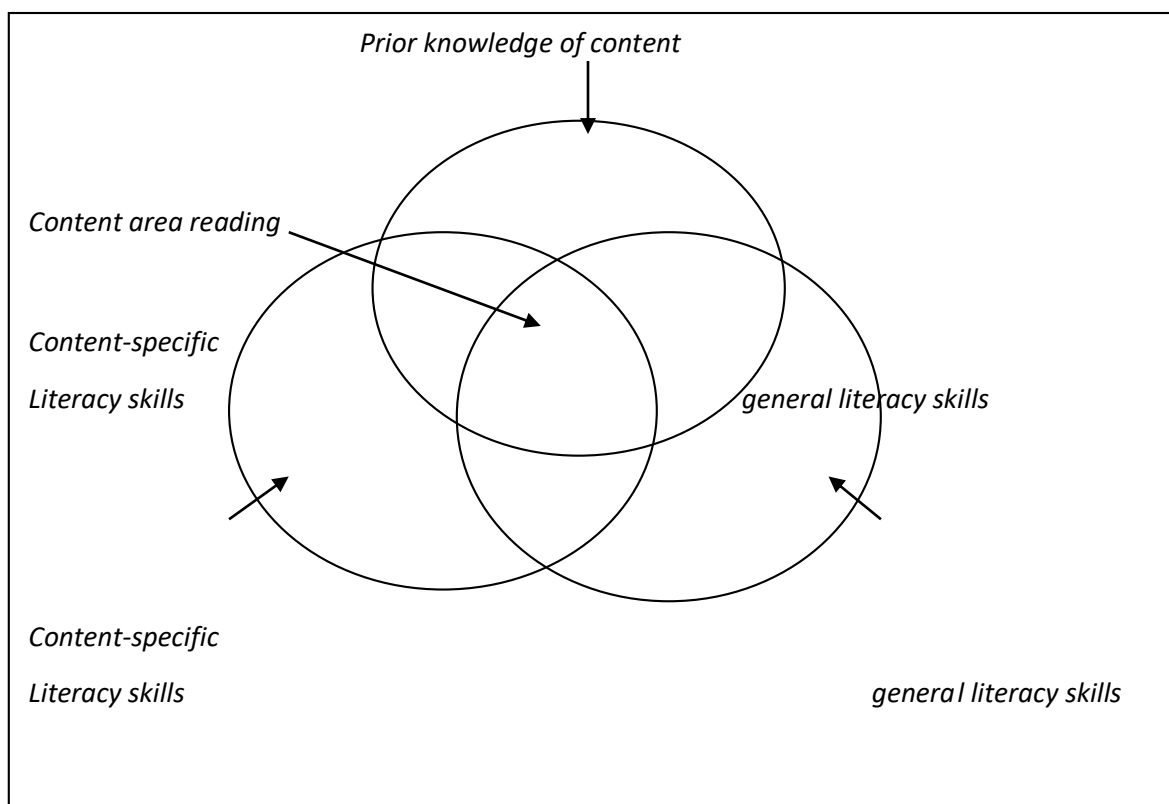 Prior knowledge of content
Content area reading
Content-specific
Literacy skills
general literacy skills
Content-specific
Literacy skills
general literacy skills